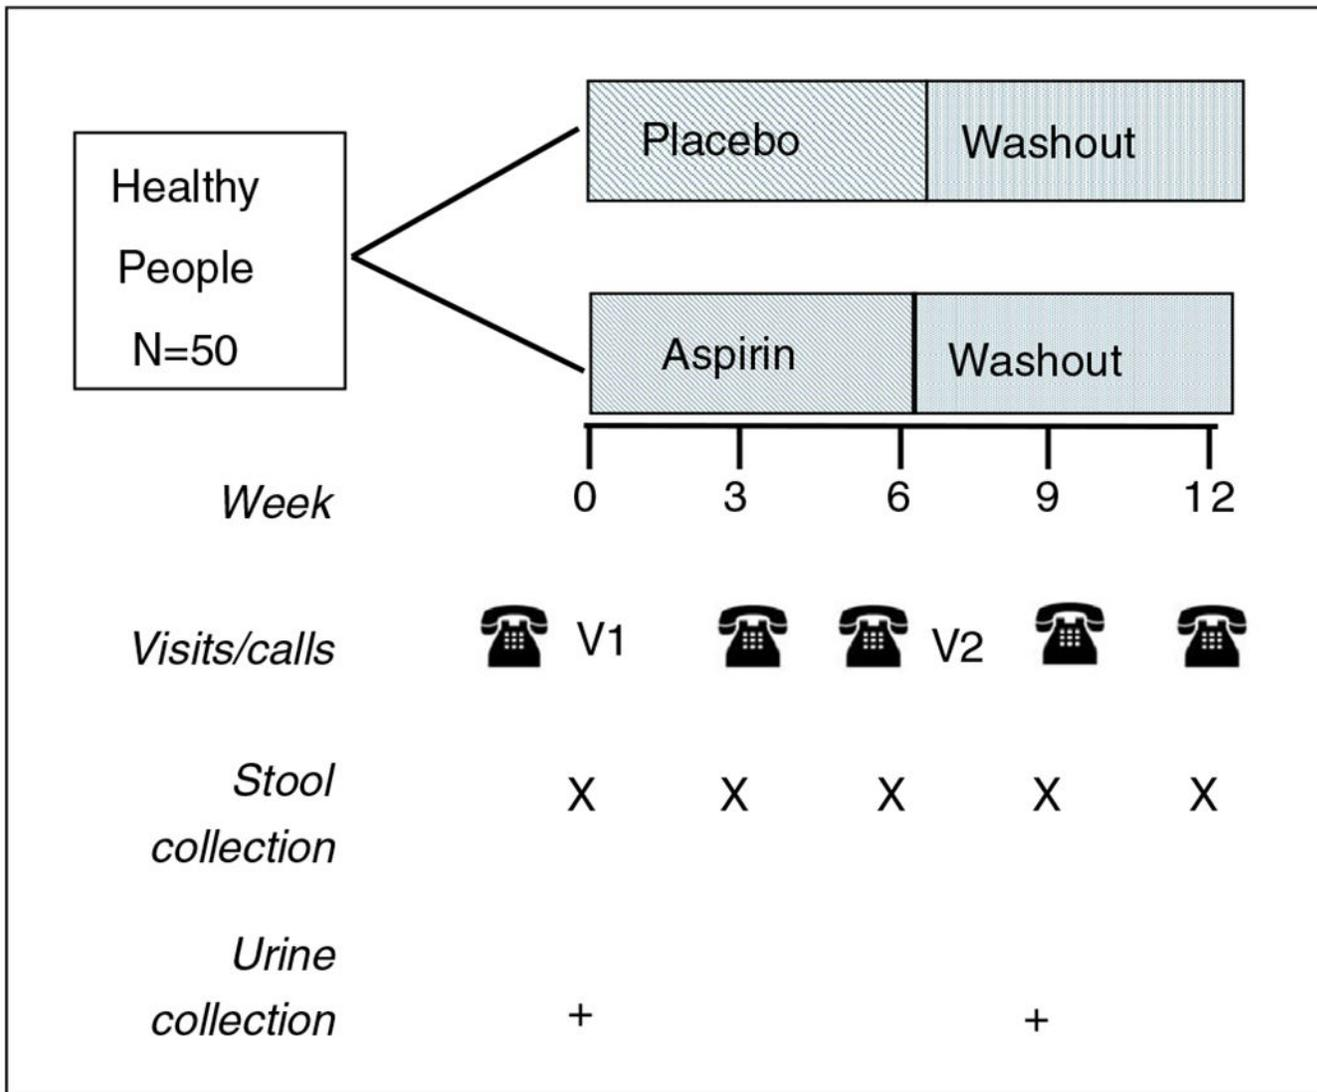 Healthy
People
N=50
Placebo
Washout
Aspirin
Washout
Week
0 3 6 9 12
Visits/calls
V1 V2
Stool
collection
X X X X X
Urine
collection
+ +